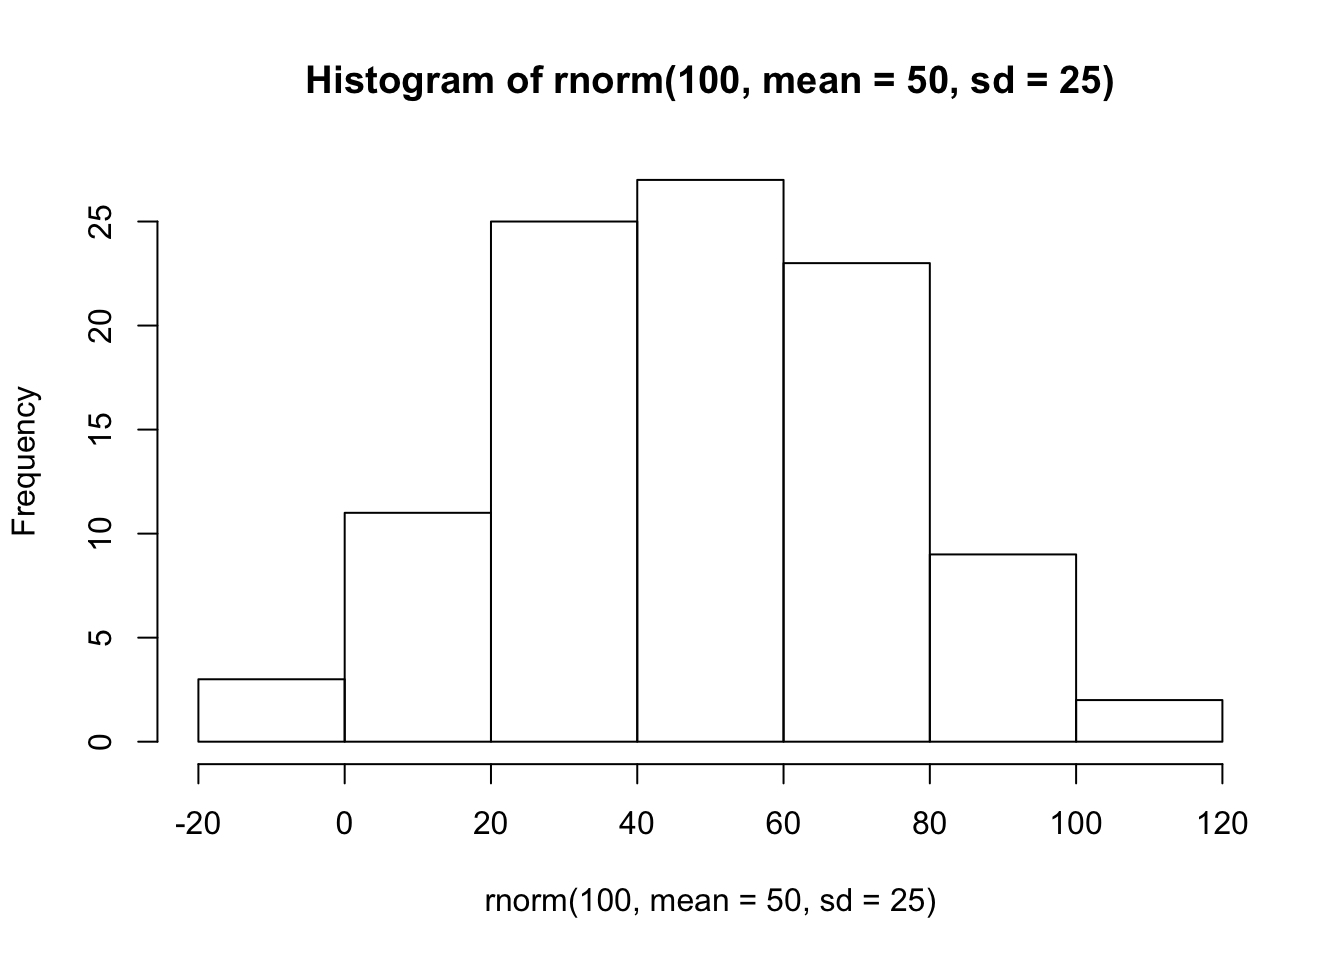 Histogram of rnorm(100, mean = 50, sd = 25)
Frequency
25
20
15
10
5
0
-20 0 20 40 60 80 100 120
rnorm(100, mean = 50, sd = 25)